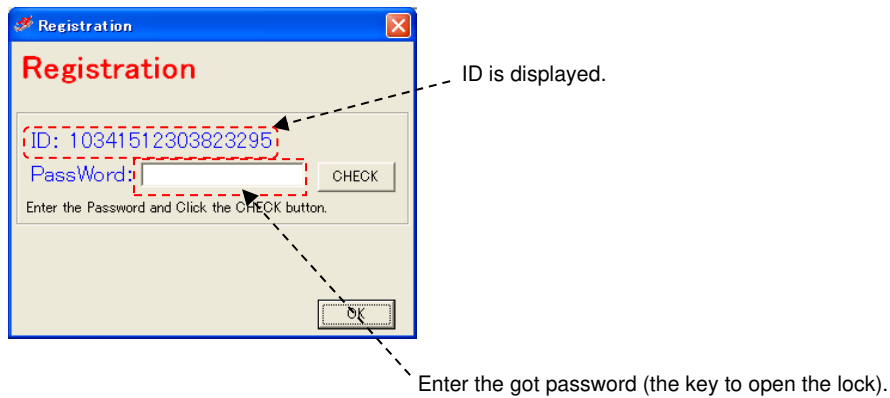 Registration
Registration
ID is displayed.
ID: 10341512303823295
PassWord:
CHECK
Enter the Password and Click the CHECK button.
OK
Enter the got password (the key to open the lock).